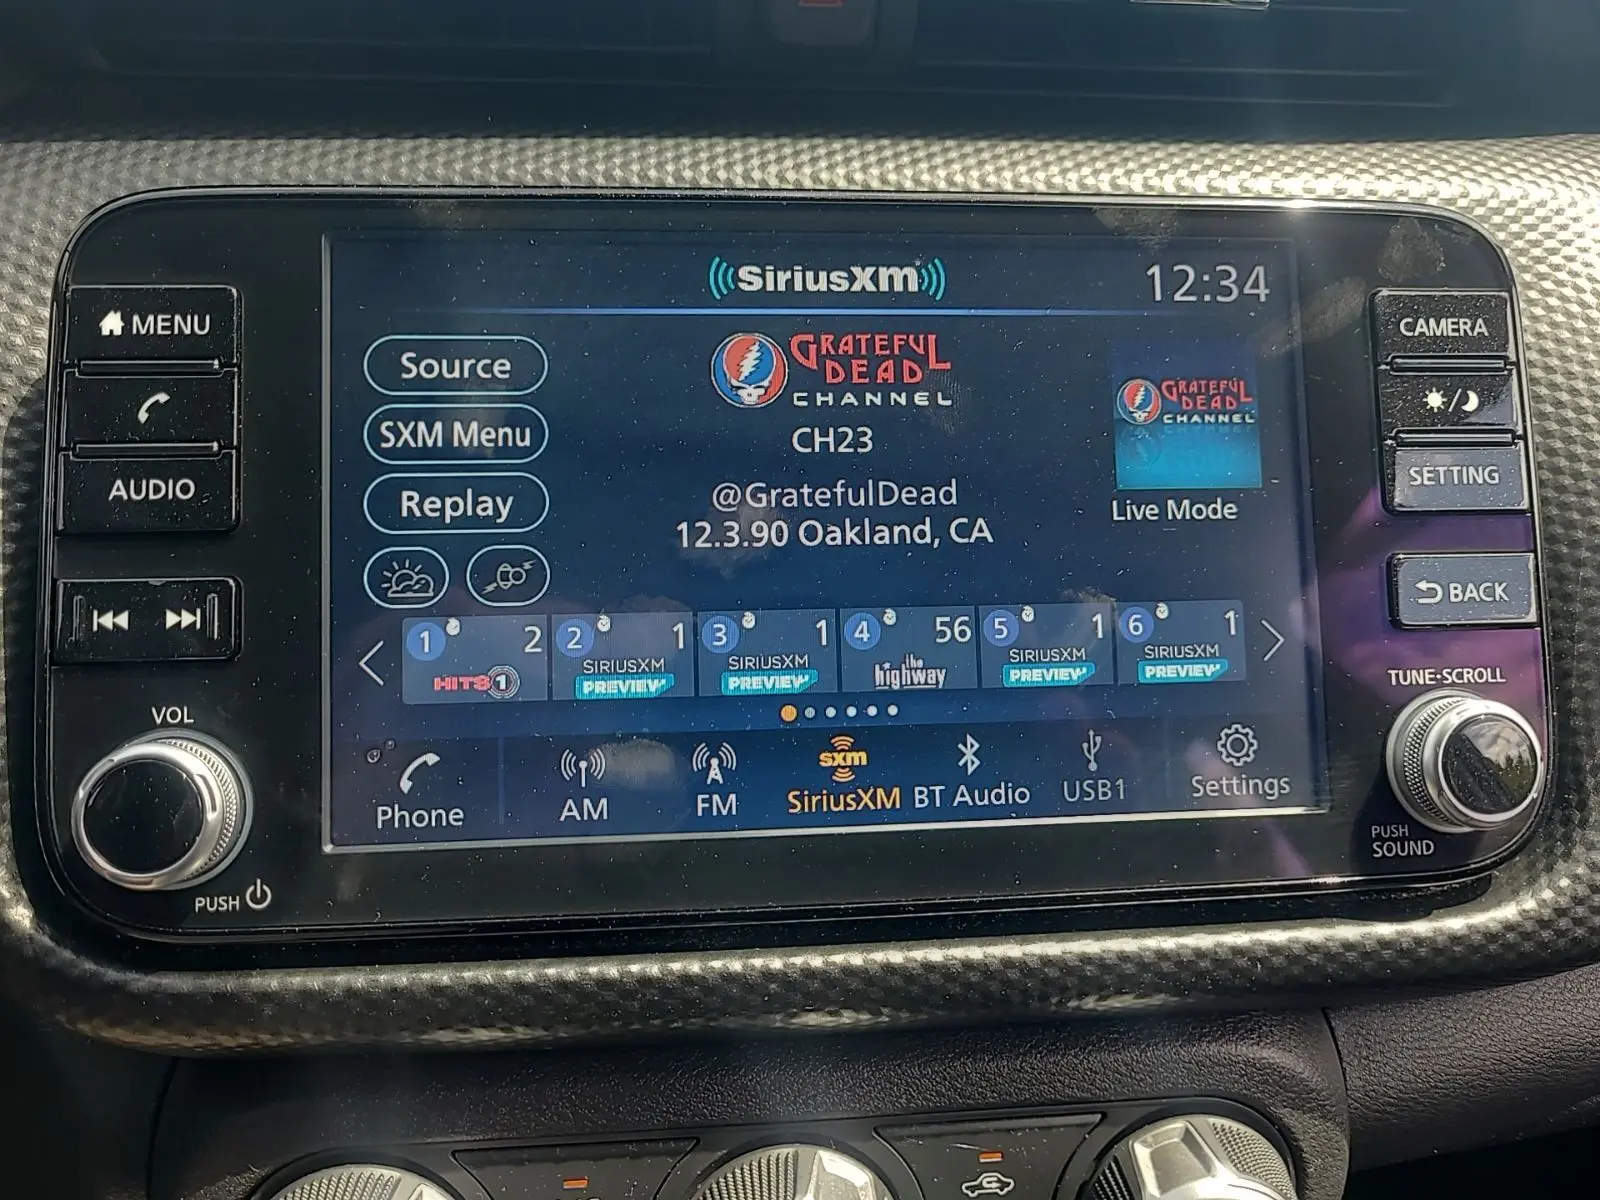 MENU
AUDIO
VOL
PUSH
SiriusXM
12:34
Source
SXM Menu
Replay
GRATEFUL
DEAD
CHANNEL
CH23
@GratefulDead
12.3.90 Oakland, CA
GRATEFUL
DEAD
CHANNEL
Live Mode
1 2
HITS 1
2 1
SIRIUSXM
PREVIEW
3 1
SIRIUSXM
PREVIEW
4 56
the
highway
5 1
SIRIUSXM
PREVIEW
6 1
SIRIUSXM
PREVIEW
Phone
AM
FM
sxm
SiriusXM
BT Audio
USB1
Settings
CAMERA
SETTING
BACK
TUNE·SCROLL
PUSH
SOUND